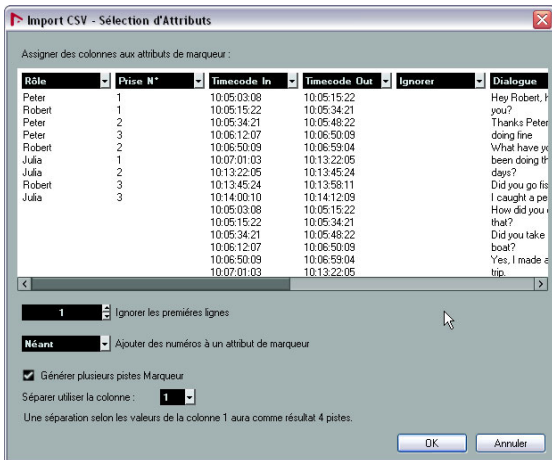 Import CSV - Sélection d'Attributs
Assigner des colonnes aux attributs de marqueur :
Rôle Prise N° Timecode In Timecode Out Ignorer Dialogue
Peter 1 10:05:03:08 10:05:15:22 Hey Robert, h
Robert 1 10:05:15:22 10:05:34:21 you?
Peter 2 10:05:34:21 10:05:48:22 Thanks Peter
Peter 3 10:06:12:07 10:06:50:09 doing fine
Robert 2 10:06:50:09 10:06:59:04 What have yo
Julia 1 10:07:01:03 10:13:22:05 been doing th
Julia 2 10:13:22:05 10:13:45:24 days?
Robert 3 10:13:45:24 10:13:58:11 Did you go fis
Julia 3 10:14:00:10 10:14:12:09 I caught a pe
10:05:03:08 10:05:15:22 How did you
10:05:15:22 10:05:34:21 that?
10:05:34:21 10:05:48:22 Did you take
10:06:12:07 10:06:50:09 boat?
10:06:50:09 10:06:59:04 Yes, I made a
10:07:01:03 10:13:22:05 trip.
1 Ignorer les premiéres lignes
Néant Ajouter des numéros à un attribut de marqueur
Générer plusieurs pistes Marqueur
Séparer utiliser la colonne : 1
Une séparation selon les valeurs de la colonne 1 aura comme résultat 4 pistes.
OK Annuler